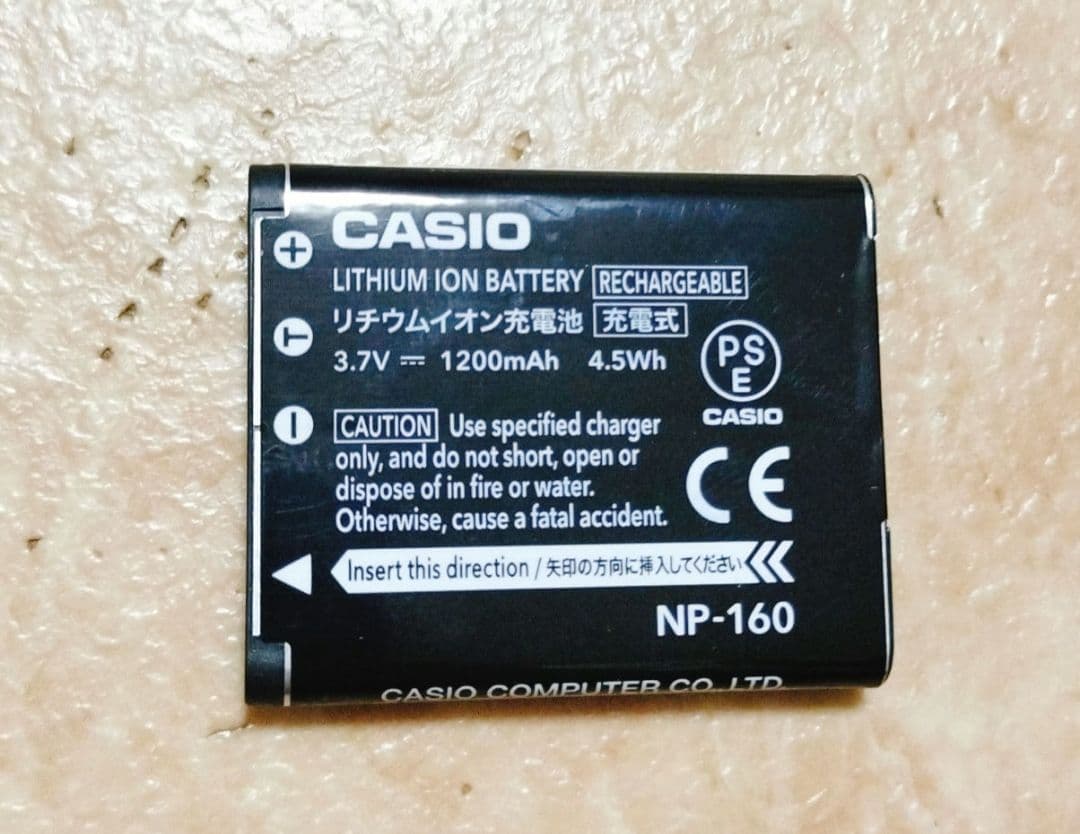 CASIO
LITHIUM ION BATTERY RECHARGEABLE
リチウムイオン充電池 充電式
3.7V ⎓ 1200mAh 4.5Wh
PS
E
CASIO
+
T
−
CAUTION Use specified charger
only, and do not short, open or
dispose of in fire or water.
Otherwise, cause a fatal accident.
CE
Insert this direction / 矢印の方向に挿入してください
NP-160
CASIO COMPUTER CO.,LTD.